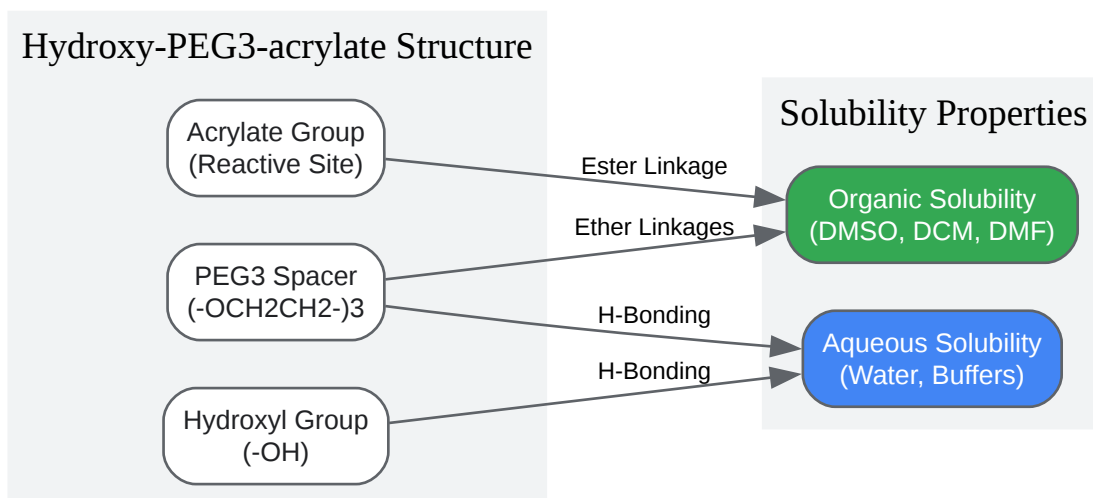 Hydroxy-PEG3-acrylate Structure
Acrylate Group
(Reactive Site)
PEG3 Spacer
(-OCH2CH2-)3
Hydroxyl Group
(-OH)
Ester Linkage
Ether Linkages
H-Bonding
H-Bonding
Solubility Properties
Organic Solubility
(DMSO, DCM, DMF)
Aqueous Solubility
(Water, Buffers)